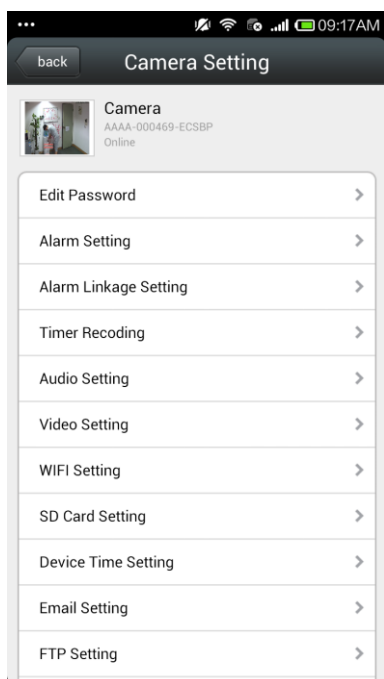 ... 09:17AM
back Camera Setting
Camera
AAAA-000469-ECSBP
Online
Edit Password
Alarm Setting
Alarm Linkage Setting
Timer Recoding
Audio Setting
Video Setting
WIFI Setting
SD Card Setting
Device Time Setting
Email Setting
FTP Setting